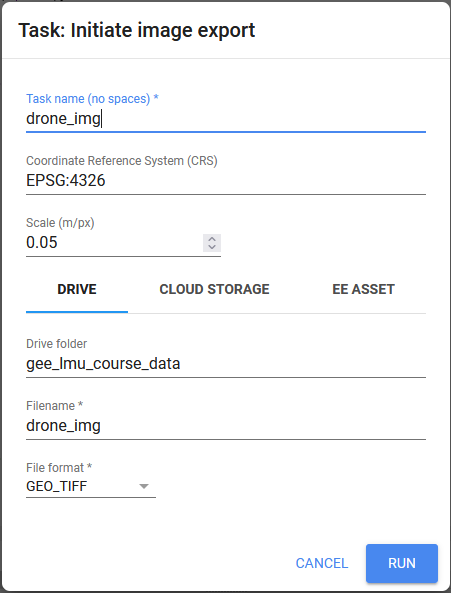 Task: Initiate image export
Task name (no spaces) *
drone_img
Coordinate Reference System (CRS)
EPSG:4326
Scale (m/px)
0.05
DRIVE CLOUD STORAGE EE ASSET
Drive folder
gee_lmu_course_data
Filename *
drone_img
File format *
GEO_TIFF
CANCEL RUN